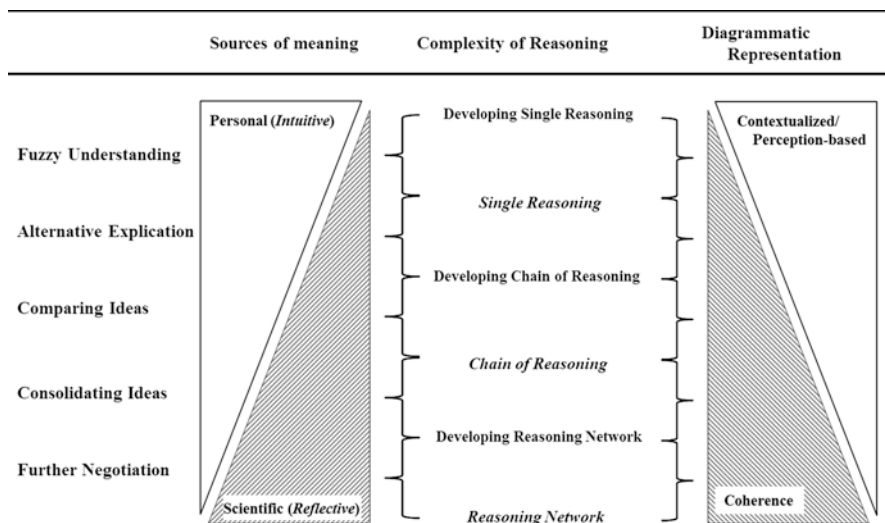 Sources of meaning
Complexity of Reasoning
Diagrammatic
Representation
Fuzzy Understanding
Alternative Explication
Comparing Ideas
Consolidating Ideas
Further Negotiation
Personal (Intuitive)
Scientific (Reflective)
Developing Single Reasoning
Single Reasoning
Developing Chain of Reasoning
Chain of Reasoning
Developing Reasoning Network
Reasoning Network
Contextualized/
Perception-based
Coherence